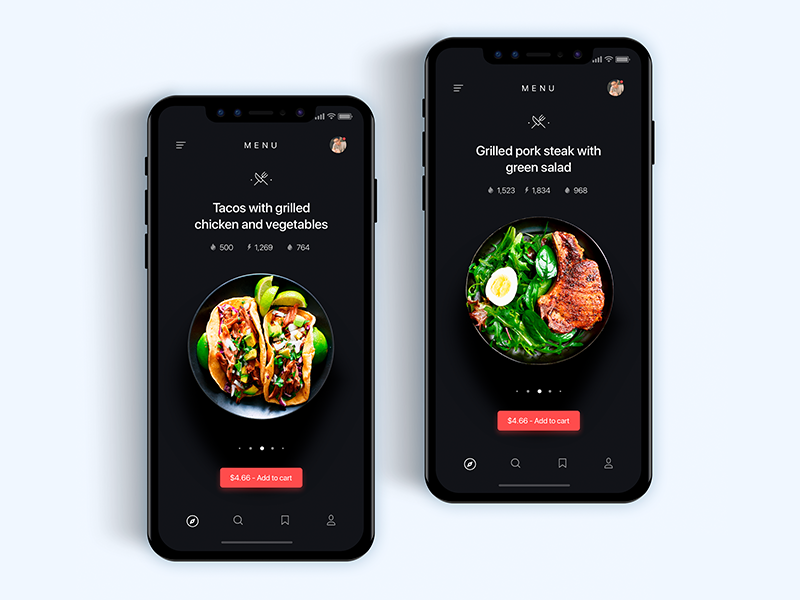 MENU
Tacos with grilled
chicken and vegetables
500 1,269 764
$4.66 - Add to cart
MENU
Grilled pork steak with
green salad
1,523 1,834 968
$4.66 - Add to cart